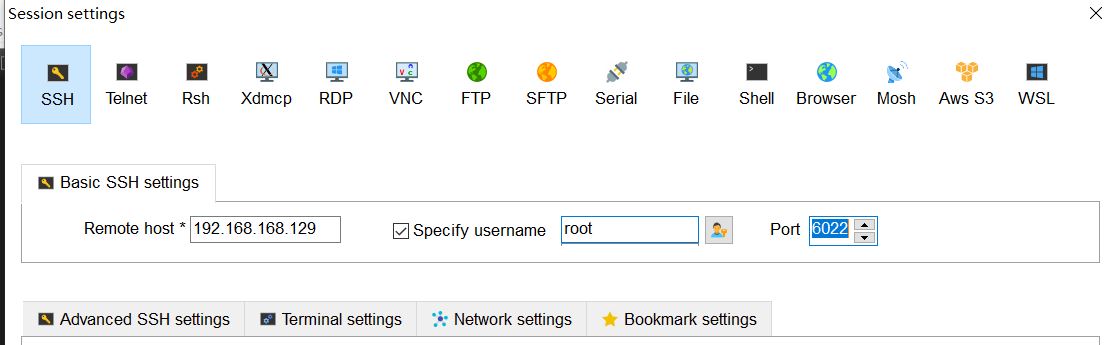 Session settings
SSH Telnet Rsh Xdmcp RDP VNC FTP SFTP Serial File Shell Browser Mosh Aws S3 WSL
Basic SSH settings
Remote host * 192.168.168.129 Specify username root Port 6022
Advanced SSH settings Terminal settings Network settings Bookmark settings